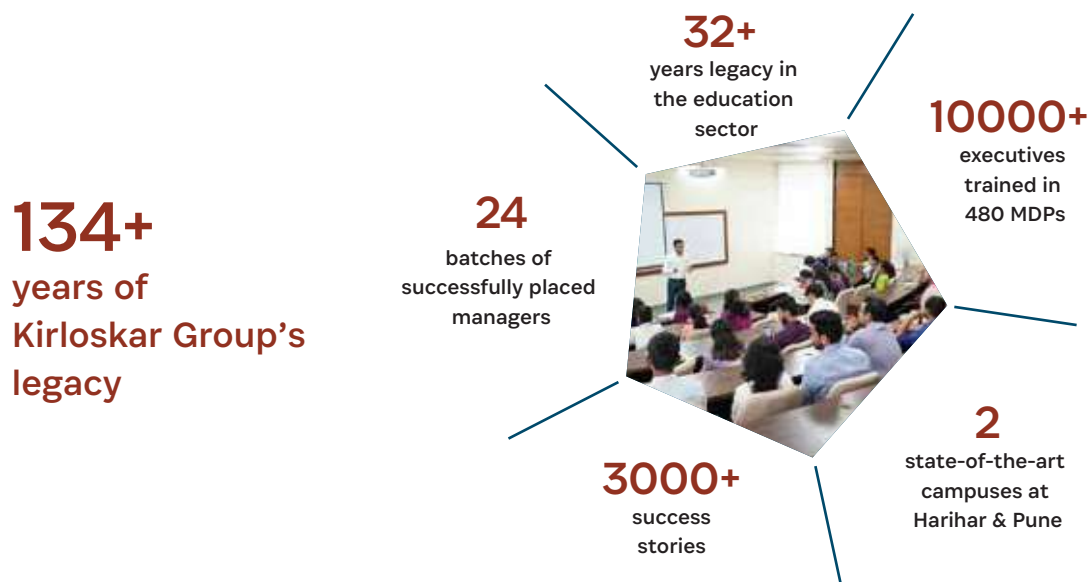 134+
years of
Kirloskar Group’s
legacy
32+
years legacy in
the education
sector
10000+
executives
trained in
480 MDPs
24
batches of
successfully placed
managers
2
state-of-the-art
campuses at
Harihar & Pune
3000+
success
stories